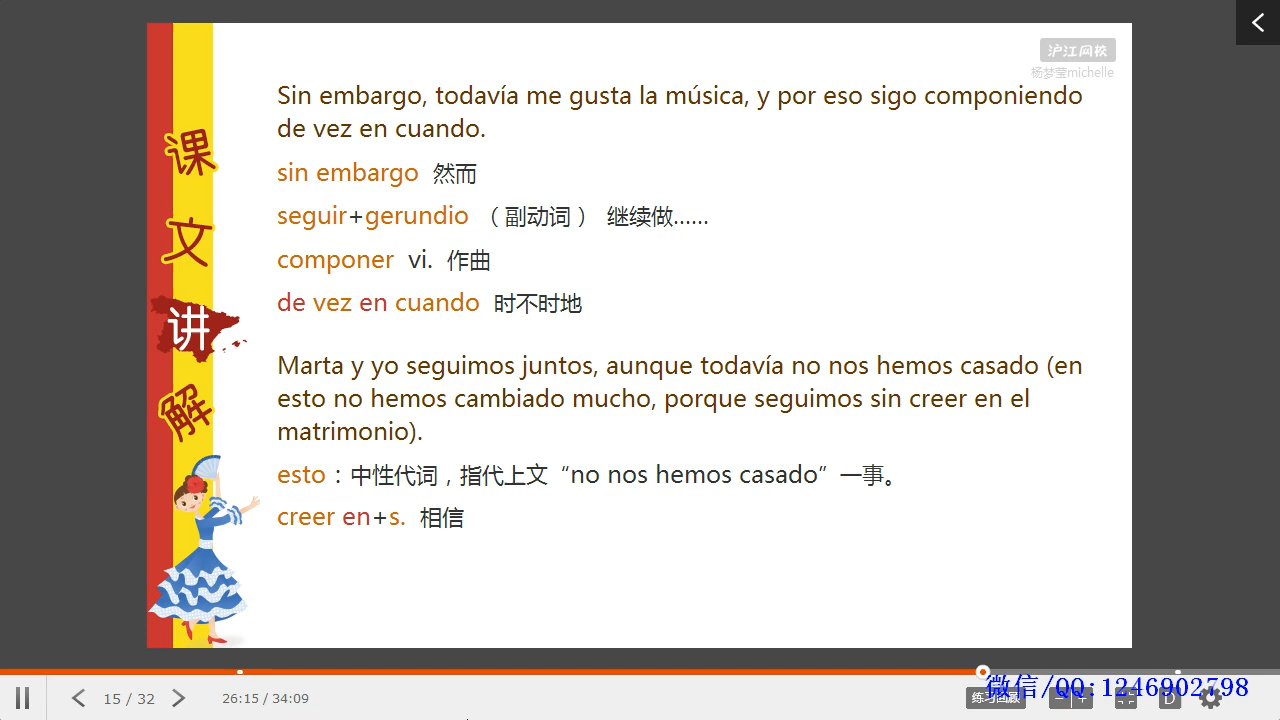 沪江网校
杨梦莹michelle
课
文
讲
解
Sin embargo, todavía me gusta la música, y por eso sigo componiendo
de vez en cuando.
sin embargo 然而
seguir+gerundio （副动词） 继续做……
componer vi. 作曲
de vez en cuando 时不时地
Marta y yo seguimos juntos, aunque todavía no nos hemos casado (en
esto no hemos cambiado mucho, porque seguimos sin creer en el
matrimonio).
esto：中性代词，指代上文“no nos hemos casado”一事。
creer en+s. 相信
15 / 32
26:15 / 34:09
微信/QQ:1246902798
D